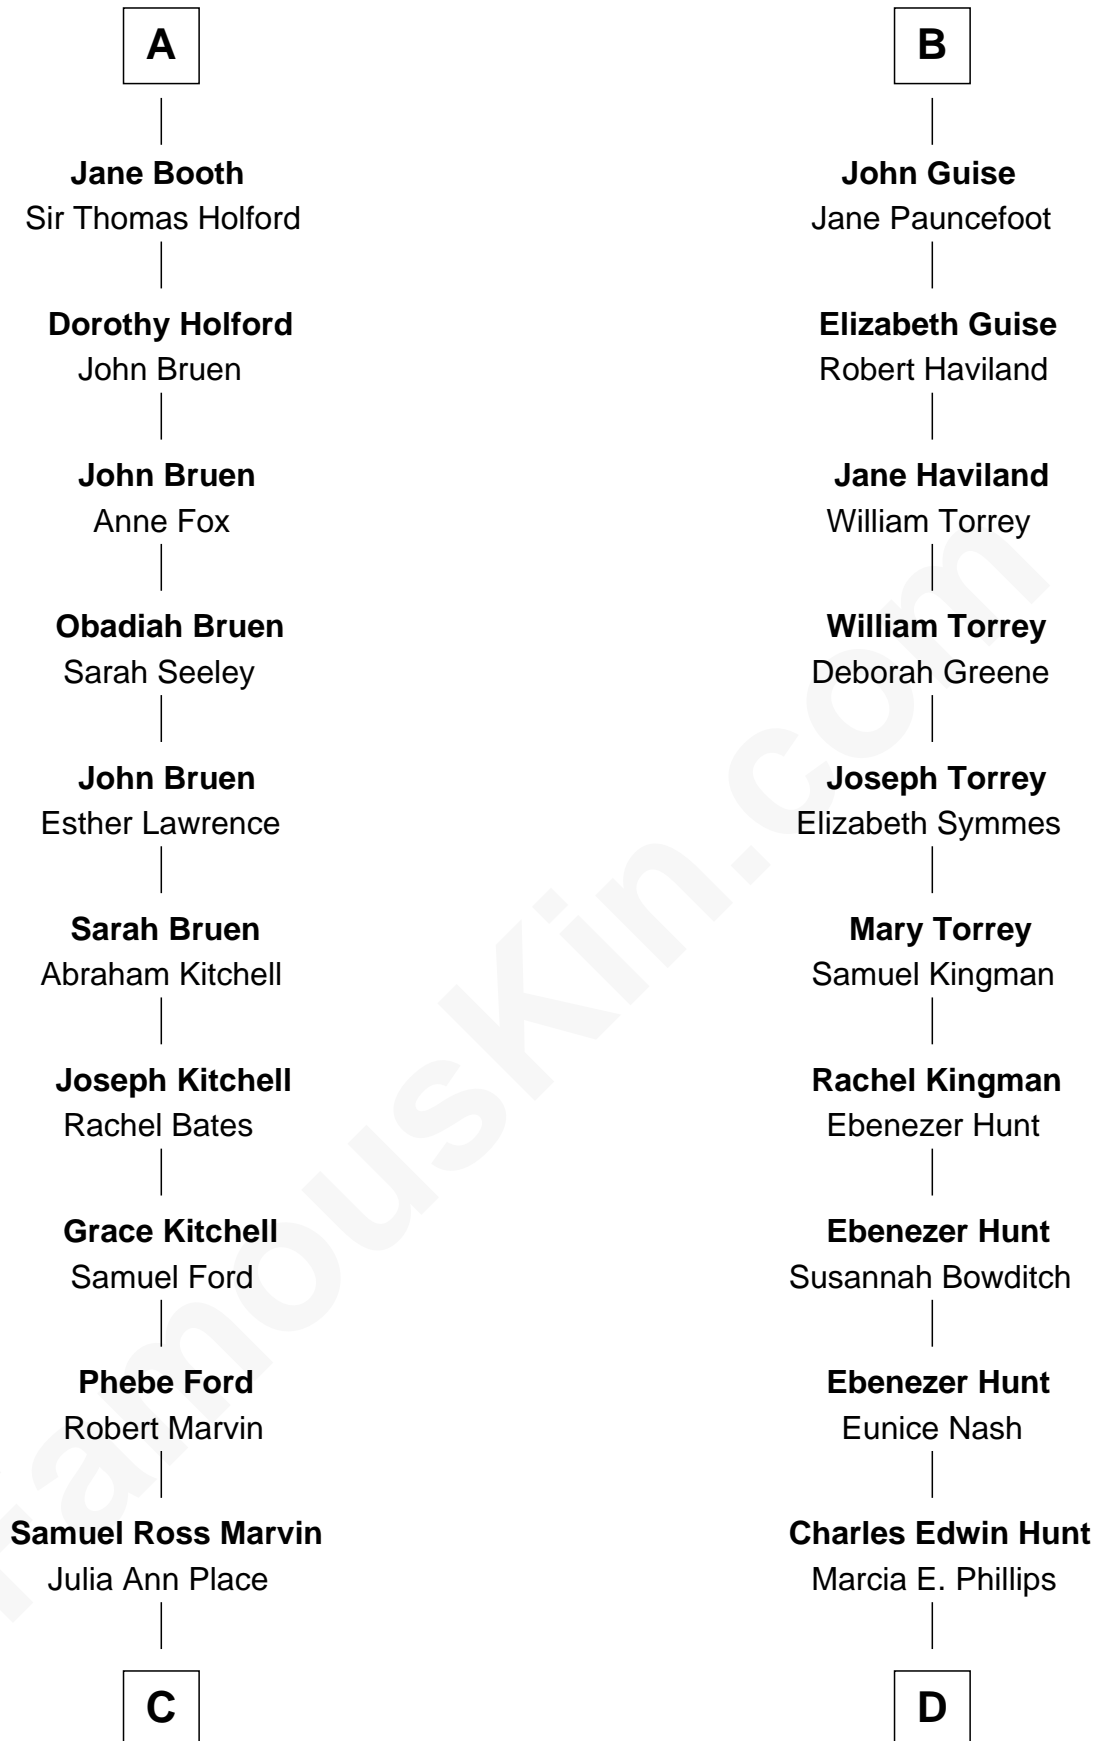 A
Jane Booth
Sir Thomas Holford
Dorothy Holford
John Bruen
John Bruen
Anne Fox
Obadiah Bruen
Sarah Seeley
John Bruen
Esther Lawrence
Sarah Bruen
Abraham Kitchell
Joseph Kitchell
Rachel Bates
Grace Kitchell
Samuel Ford
Phebe Ford
Robert Marvin
Samuel Ross Marvin
Julia Ann Place
C
B
John Guise
Jane Pauncefoot
Elizabeth Guise
Robert Haviland
Jane Haviland
William Torrey
William Torrey
Deborah Greene
Joseph Torrey
Elizabeth Symmes
Mary Torrey
Samuel Kingman
Rachel Kingman
Ebenezer Hunt
Ebenezer Hunt
Susannah Bowditch
Ebenezer Hunt
Eunice Nash
Charles Edwin Hunt
Marcia E. Phillips
D
FamousKin.com